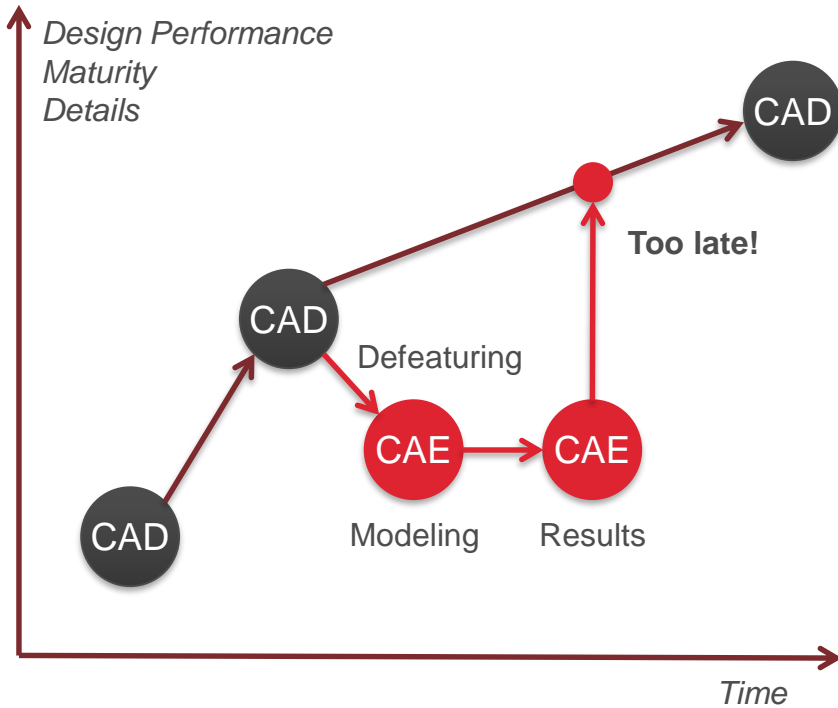 Design Performance
Maturity
Details
CAD
Too late!
CAD
Defeaturing
CAE
CAE
CAD
Modeling
Results
Time